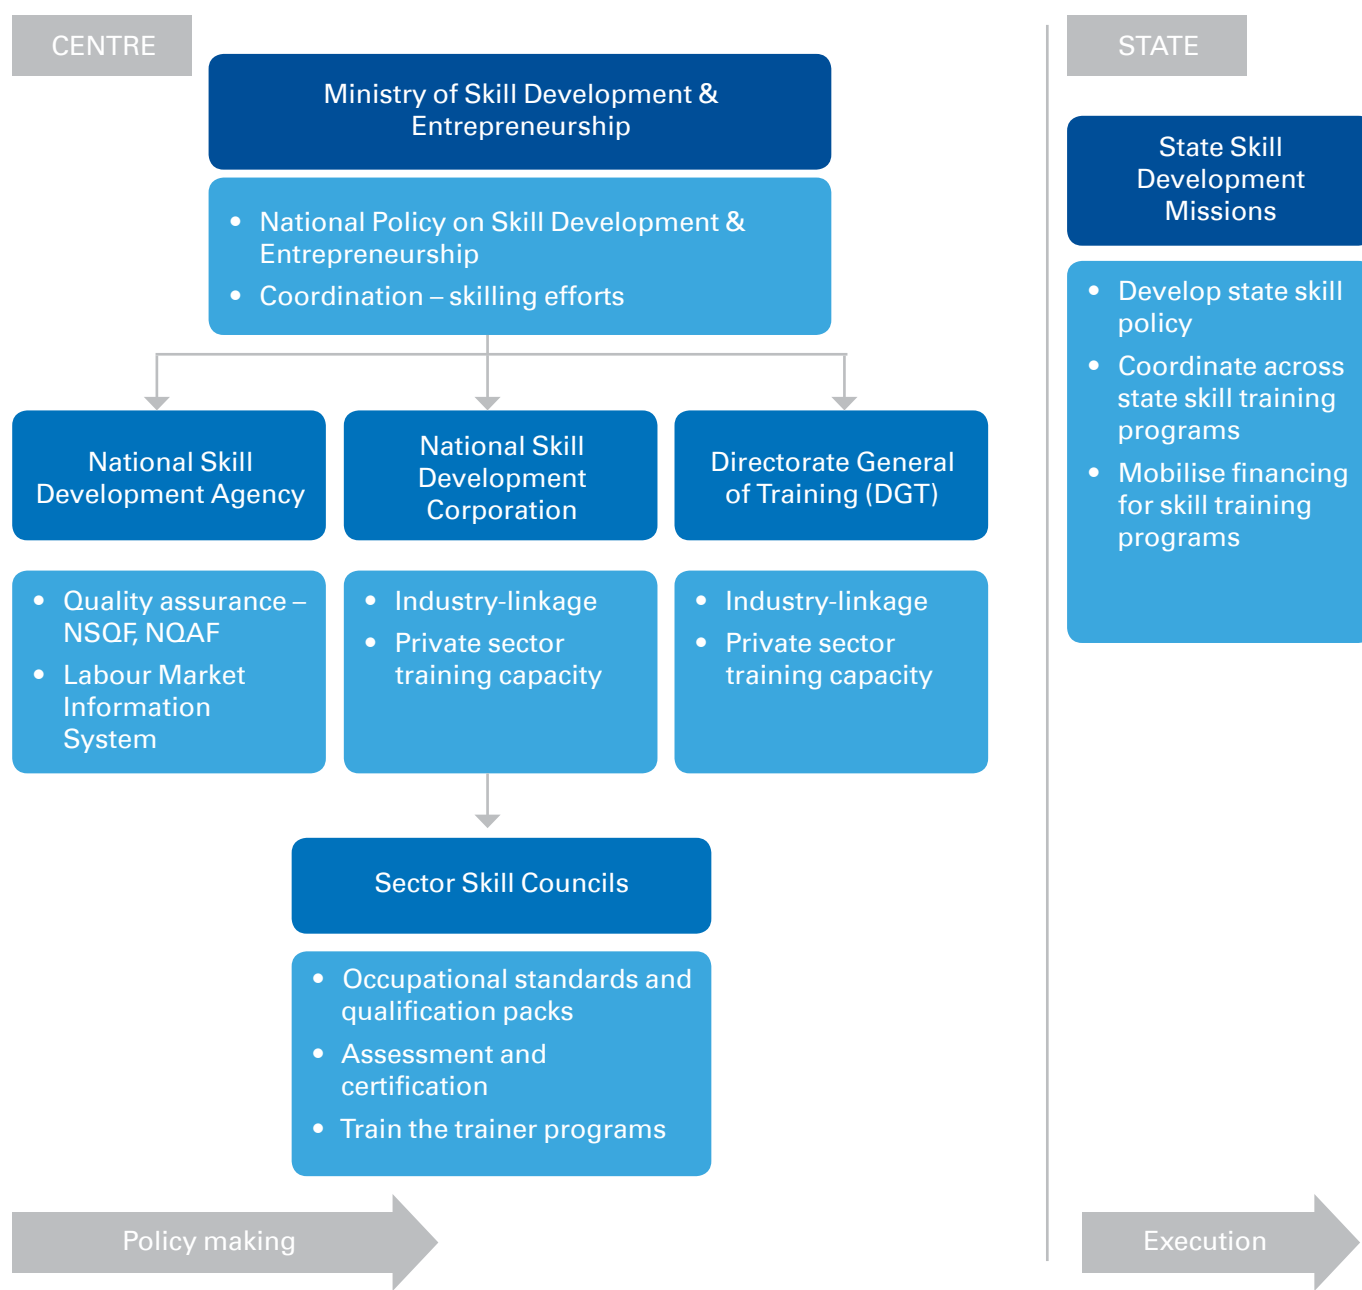 CENTRE
Ministry of Skill Development &
Entrepreneurship
• National Policy on Skill Development &
Entrepreneurship
• Coordination – skilling efforts
National Skill
Development Agency
• Quality assurance –
NSQF, NQAF
• Labour Market
Information
System
National Skill
Development
Corporation
• Industry-linkage
• Private sector
training capacity
Directorate General
of Training (DGT)
• Industry-linkage
• Private sector
training capacity
Sector Skill Councils
• Occupational standards and
qualification packs
• Assessment and
certification
• Train the trainer programs
Policy making
STATE
State Skill
Development
Missions
• Develop state skill
policy
• Coordinate across
state skill training
programs
• Mobilise financing
for skill training
programs
Execution